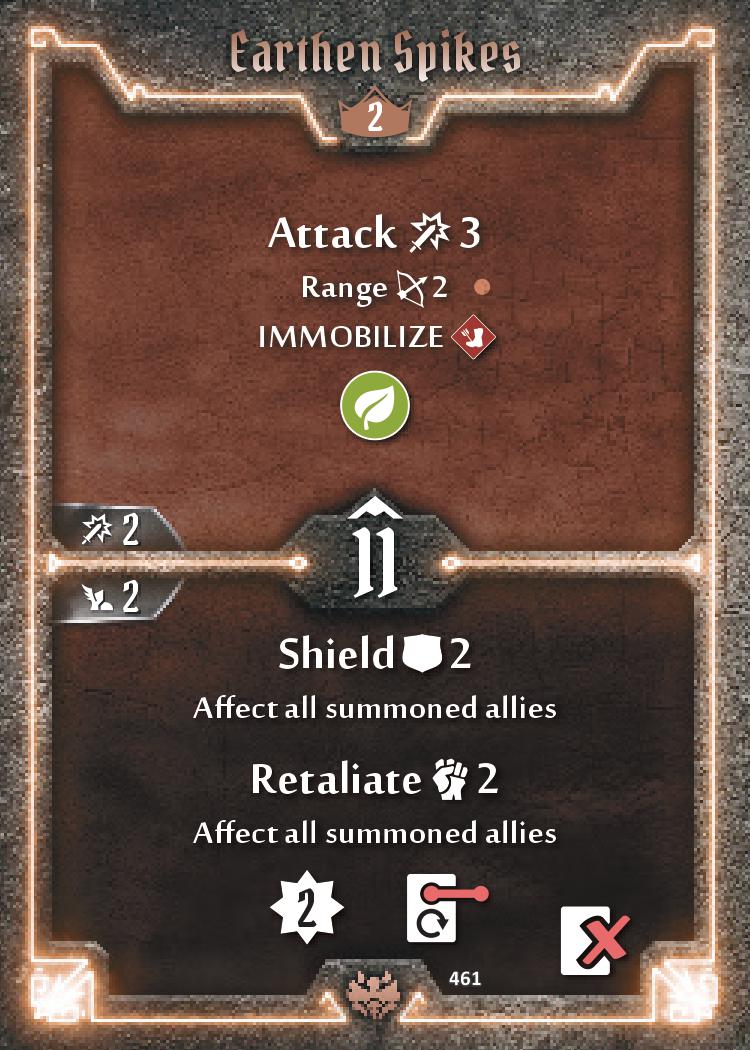 Earthen Spikes
2
Attack 3
Range 2
IMMOBILIZE
2
11
2
Shield 2
Affect all summoned allies
Retaliate 2
Affect all summoned allies
2
461